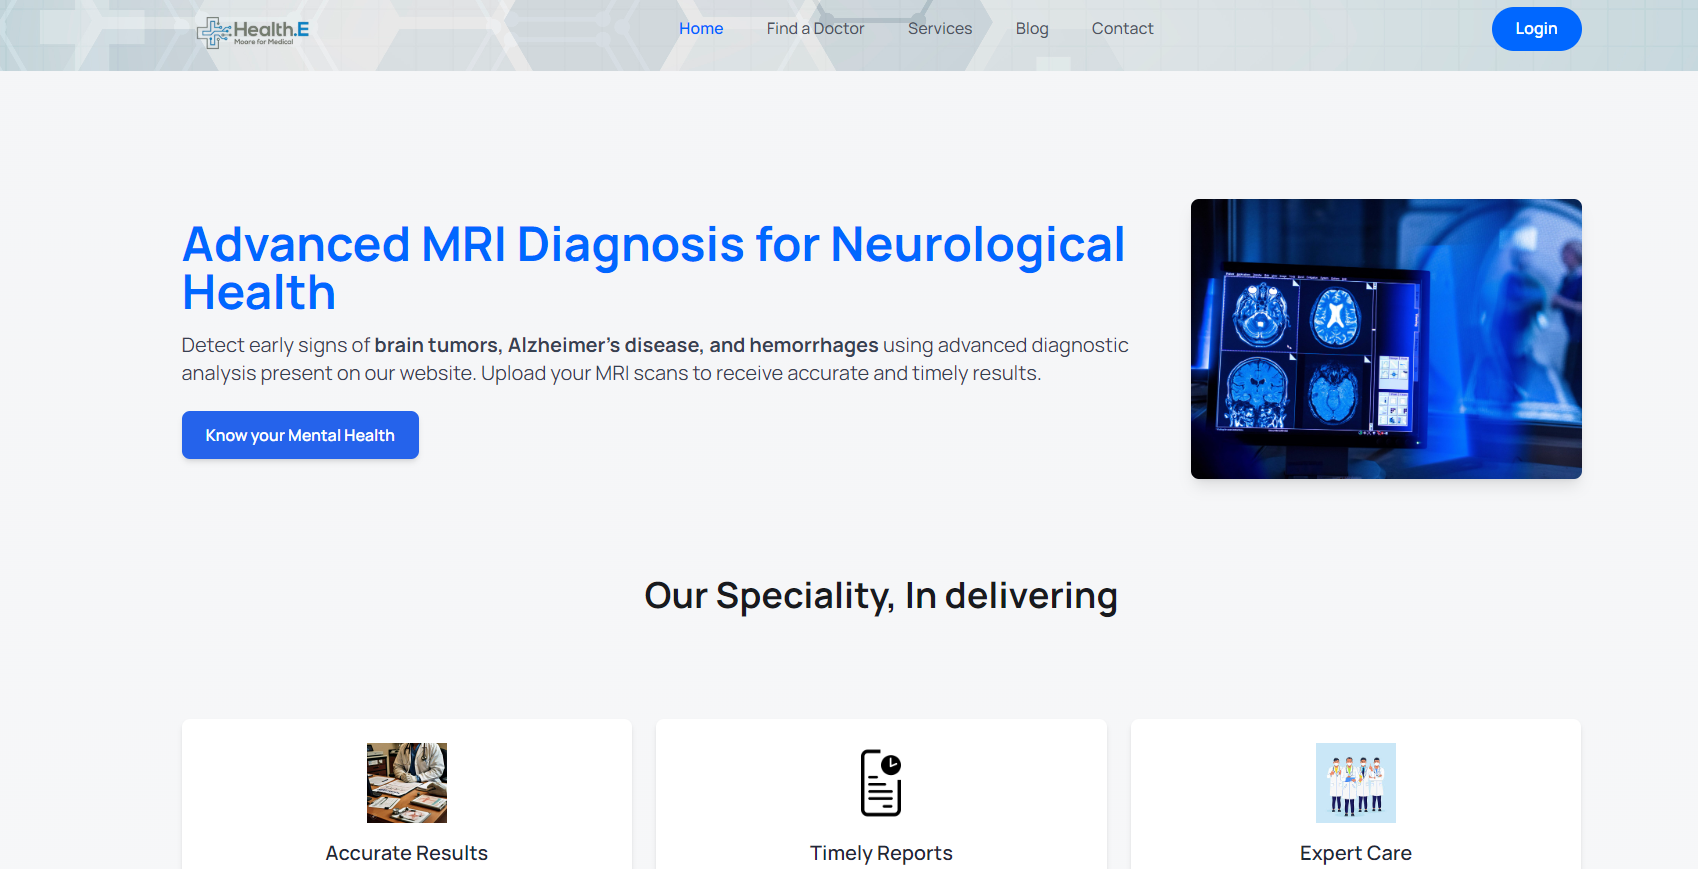 Health.E
Moore for Medical
Home
Find a Doctor
Services
Blog
Contact
Login
Advanced MRI Diagnosis for Neurological
Health
Detect early signs of brain tumors, Alzheimer's disease, and hemorrhages using advanced diagnostic
analysis present on our website. Upload your MRI scans to receive accurate and timely results.
Know your Mental Health
Our Speciality, In delivering
Accurate Results
Timely Reports
Expert Care